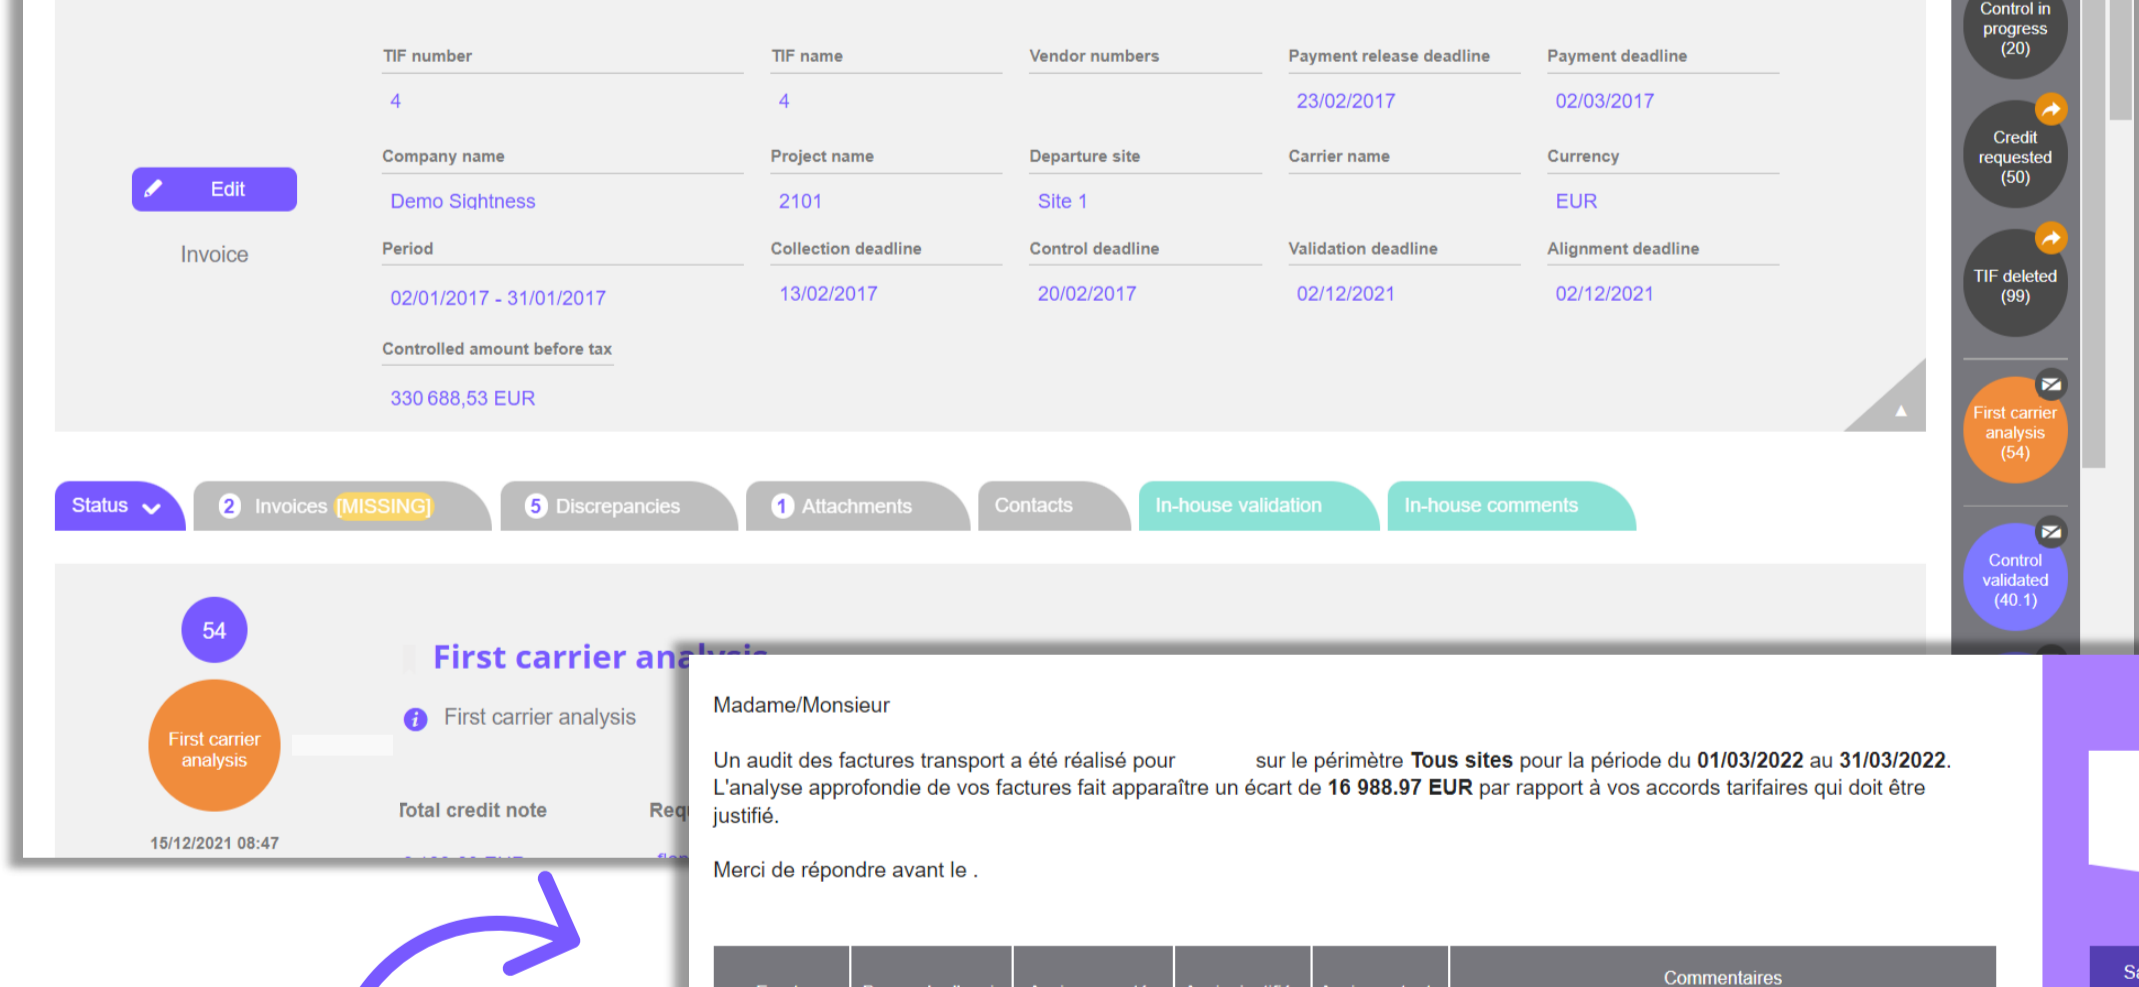 TIF number
TIF name
Vendor numbers
Payment release deadline
Payment deadline
4
4
23/02/2017
02/03/2017
Company name
Project name
Departure site
Carrier name
Currency
Demo Sightness
2101
Site 1
EUR
Edit
Invoice
Period
Collection deadline
Control deadline
Validation deadline
Alignment deadline
02/01/2017 - 31/01/2017
13/02/2017
20/02/2017
02/12/2021
02/12/2021
Controlled amount before tax
330 688,53 EUR
Control in
progress
(20)
Credit
requested
(50)
TIF deleted
(99)
First carrier
analysis
(54)
Control
validated
(40.1)
Status
2 Invoices [MISSING]
5 Discrepancies
1 Attachments
Contacts
In-house validation
In-house comments
54
First carrier
analysis
15/12/2021 08:47
First carrier analysis
First carrier analysis
Total credit note
Madame/Monsieur
Un audit des factures transport a été réalisé pour sur le périmètre Tous sites pour la période du 01/03/2022 au 31/03/2022.
L'analyse approfondie de vos factures fait apparaître un écart de 16 988.97 EUR par rapport à vos accords tarifaires qui doit être
justifié.
Merci de répondre avant le .
Commentaires